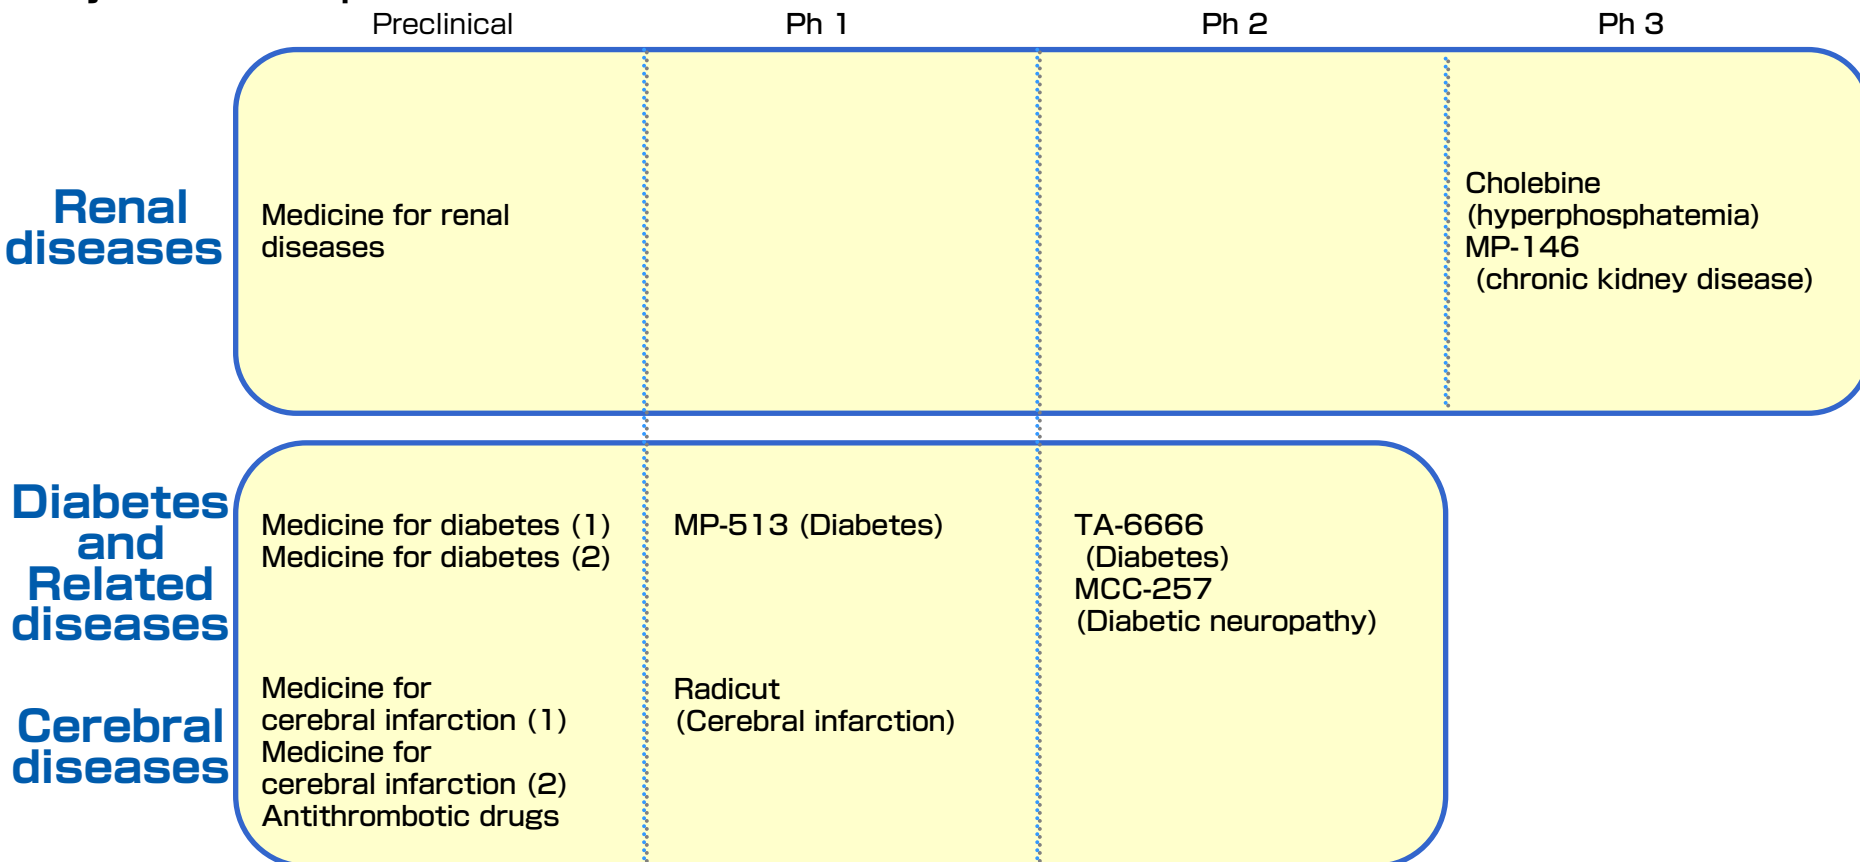 Preclinical Ph 1 Ph 2 Ph 3
Renal
diseases
Medicine for renal
diseases
Cholebine
(hyperphosphatemia)
MP-146
(chronic kidney disease)
Diabetes
and
Related
diseases
Medicine for diabetes (1)
Medicine for diabetes (2)
MP-513 (Diabetes)
TA-6666
(Diabetes)
MCC-257
(Diabetic neuropathy)
Cerebral
diseases
Medicine for
cerebral infarction (1)
Medicine for
cerebral infarction (2)
Antithrombotic drugs
Radicut
(Cerebral infarction)